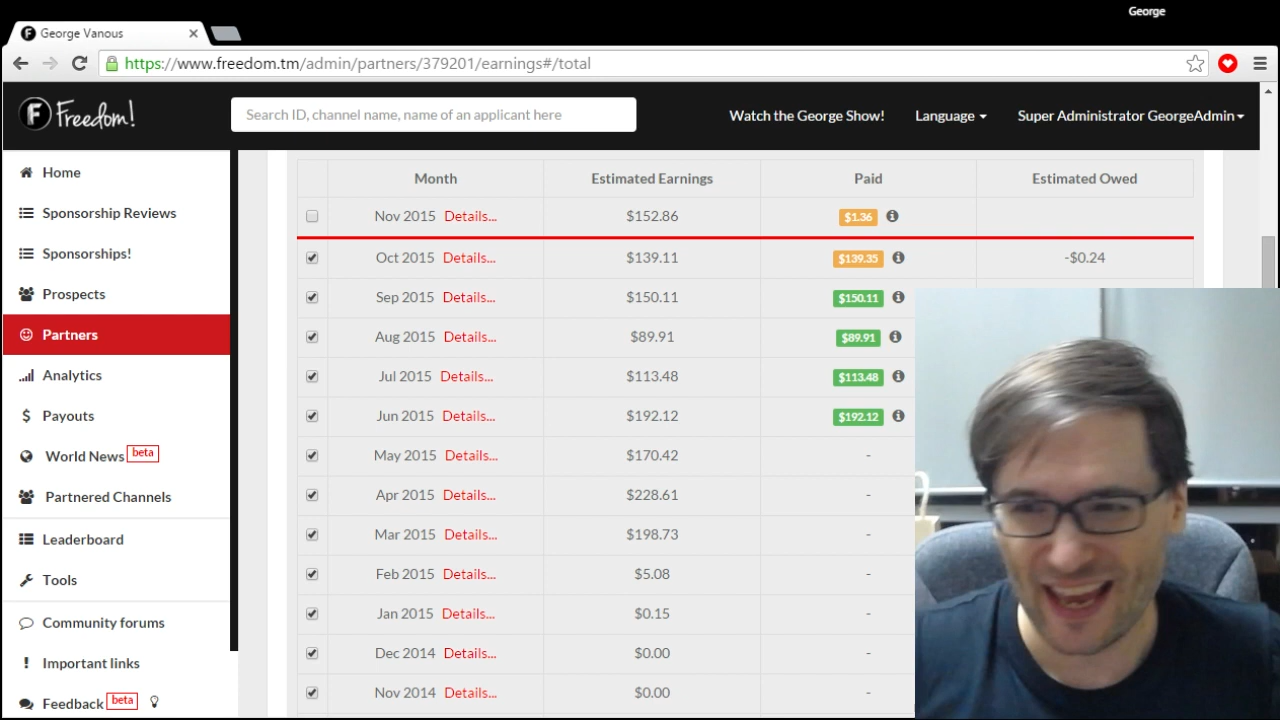 George
George Vanous
https://www.freedom.tm/admin/partners/379201/earnings#/total
Freedom!
Search ID, channel name, name of an applicant here
Watch the George Show!
Language
Super Administrator GeorgeAdmin
Home
Sponsorship Reviews
Sponsorships!
Prospects
Partners
Analytics
$ Payouts
World News beta
Partnered Channels
Leaderboard
Tools
Community forums
! Important links
Feedback beta
Month Estimated Earnings Paid Estimated Owed
Nov 2015 Details... $152.86 $1.36
Oct 2015 Details... $139.11 $139.35 -$0.24
Sep 2015 Details... $150.11 $150.11
Aug 2015 Details... $89.91 $89.91
Jul 2015 Details... $113.48 $113.48
Jun 2015 Details... $192.12 $192.12
May 2015 Details... $170.42 -
Apr 2015 Details... $228.61 -
Mar 2015 Details... $198.73 -
Feb 2015 Details... $5.08 -
Jan 2015 Details... $0.15 -
Dec 2014 Details... $0.00 -
Nov 2014 Details... $0.00 -